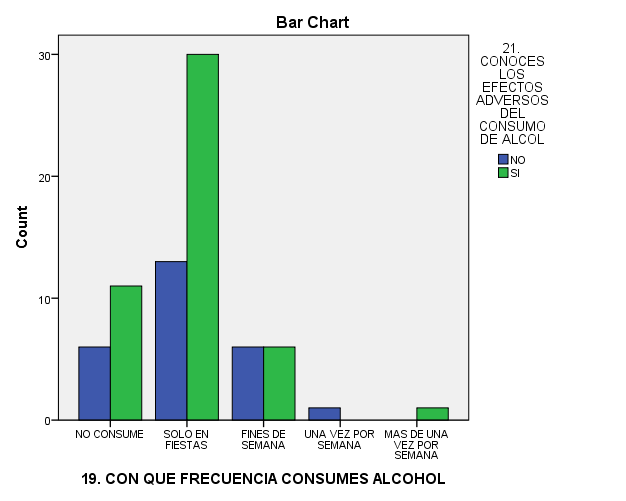 Bar Chart
21.
CONOCES
LOS
EFECTOS
ADVERSOS
DEL
CONSUMO
DE ALCOL
NO
SI
Count
30
20
10
0
NO CONSUME
SOLO EN
FIESTAS
FINES DE
SEMANA
UNA VEZ POR
SEMANA
MAS DE UNA
VEZ POR
SEMANA
19. CON QUE FRECUENCIA CONSUMES ALCOHOL